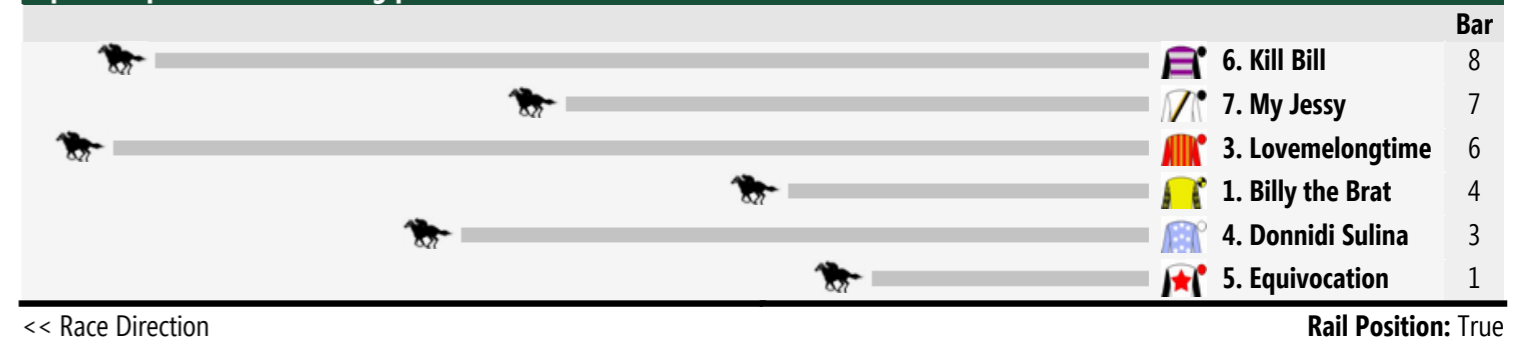 Bar
6. Kill Bill 8
7. My Jessy 7
3. Lovemelongtime 6
1. Billy the Brat 4
4. Donnidi Sulina 3
5. Equivocation 1
<< Race Direction Rail Position: True